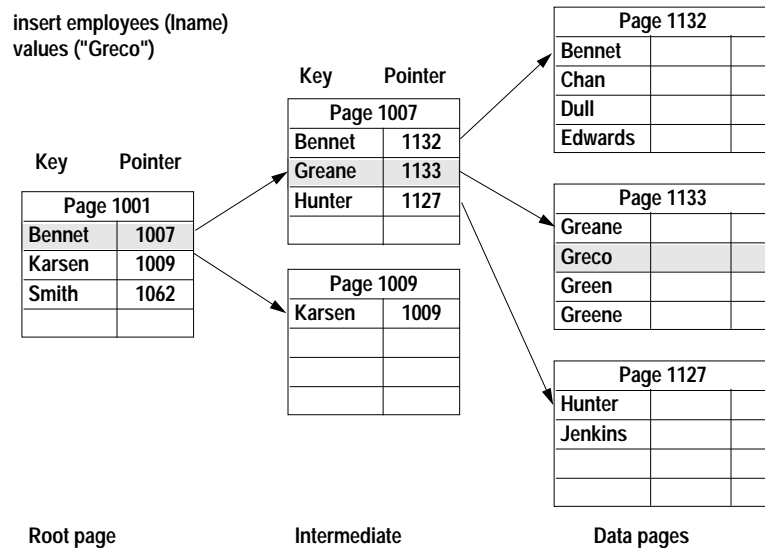 insert employees (lname)
values ("Greco")
Key Pointer
Page 1001
Bennet 1007
Karsen 1009
Smith 1062
Root page
Key Pointer
Page 1007
Bennet 1132
Greane 1133
Hunter 1127
Page 1009
Karsen 1009
Intermediate
Page 1132
Bennet
Chan
Dull
Edwards
Page 1133
Greane
Greco
Green
Greene
Page 1127
Hunter
Jenkins
Data pages